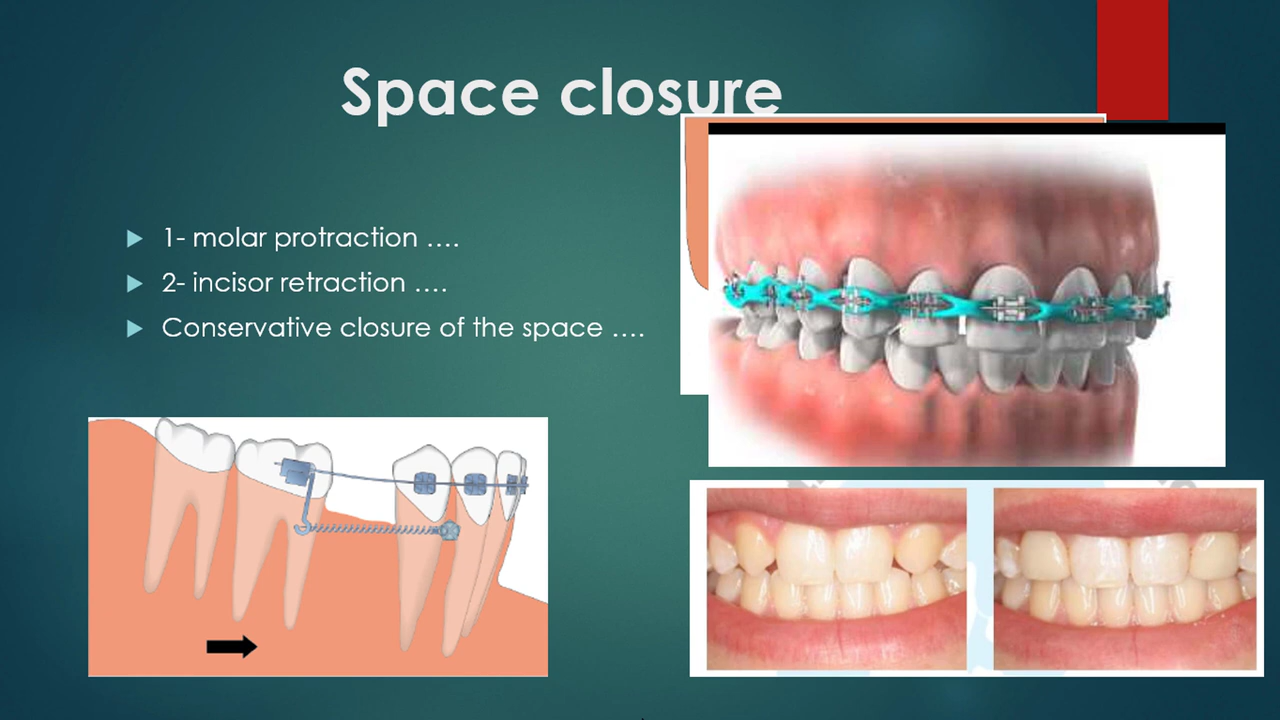 Space closure
1- molar protraction ....
2- incisor retraction ....
Conservative closure of the space ....